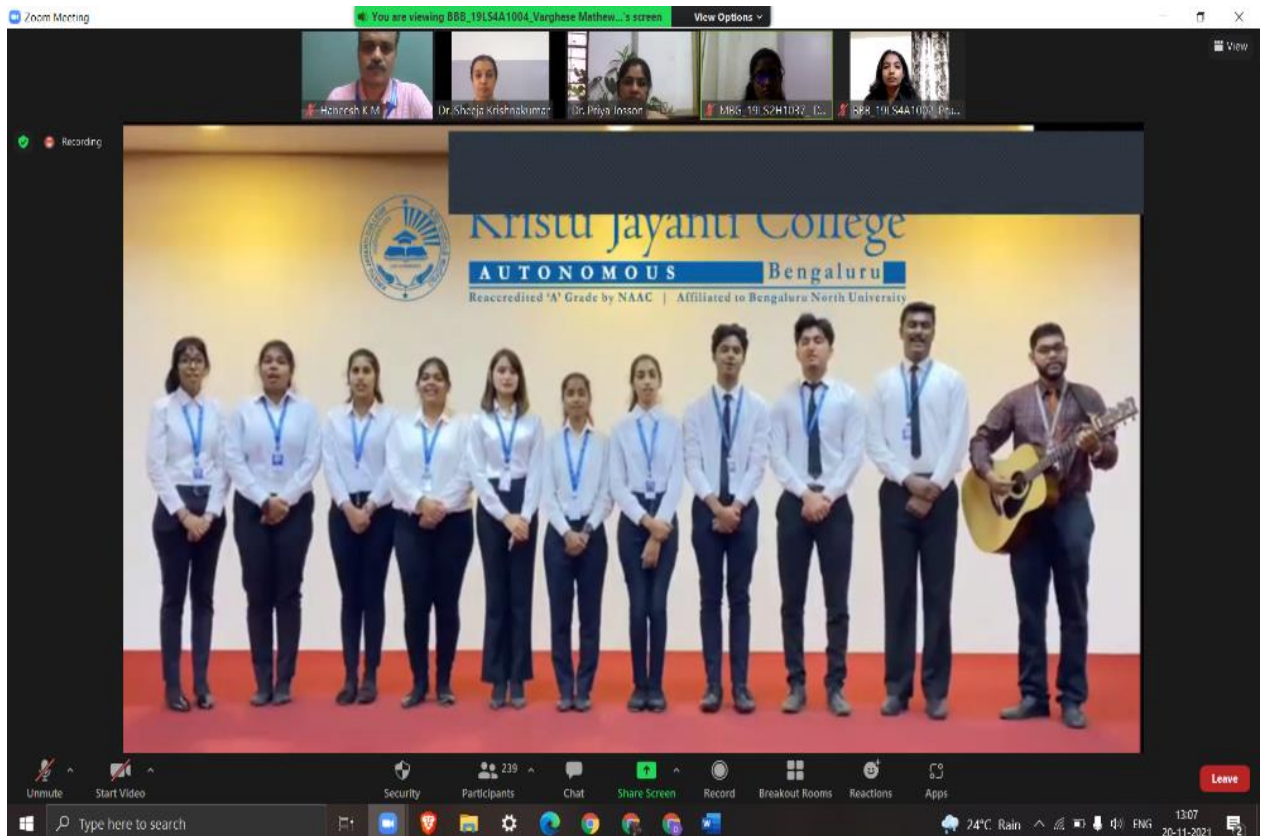 Zoom Meeting
You are viewing BBB_19LS4A1004_Varghese Mathew...'s screen
View Options
View
Haneesh K M
Dr. Sheeja Krishnakumar
Dr. Priya Josson
MBG_19LS2H1037_
BBB_19LS4A1002_
Recording
Kristu Jayanti College
AUTONOMOUS Bengaluru
Reaccredited 'A' Grade by NAAC | Affiliated to Bengaluru North University
Unmute
Start Video
Security
239
Participants
Chat
Share Screen
Record
Breakout Rooms
Reactions
Apps
Leave
Type here to search
24°C Rain
ENG
13:07
20-11-2021